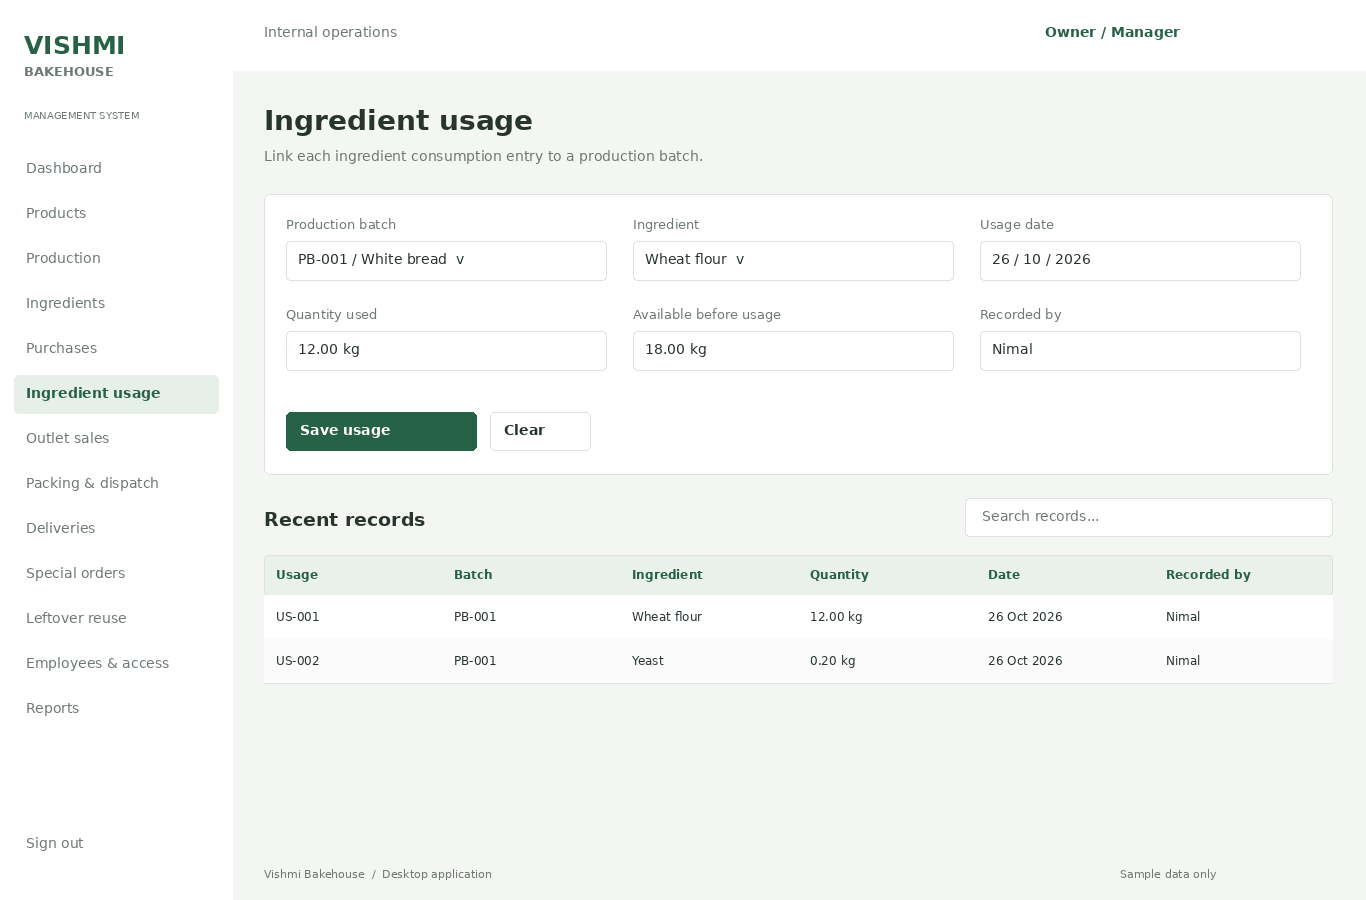 VISHMI
BAKEHOUSE
MANAGEMENT SYSTEM
Dashboard
Products
Production
Ingredients
Purchases
Ingredient usage
Outlet sales
Packing & dispatch
Deliveries
Special orders
Leftover reuse
Employees & access
Reports
Sign out
Internal operations
Owner / Manager
Ingredient usage
Link each ingredient consumption entry to a production batch.
Production batch
PB-001 / White bread v
Ingredient
Wheat flour v
Usage date
26 / 10 / 2026
Quantity used
12.00 kg
Available before usage
18.00 kg
Recorded by
Nimal
Save usage
Clear
Recent records
Search records...
Usage Batch Ingredient Quantity Date Recorded by
US-001 PB-001 Wheat flour 12.00 kg 26 Oct 2026 Nimal
US-002 PB-001 Yeast 0.20 kg 26 Oct 2026 Nimal
Vishmi Bakehouse / Desktop application
Sample data only